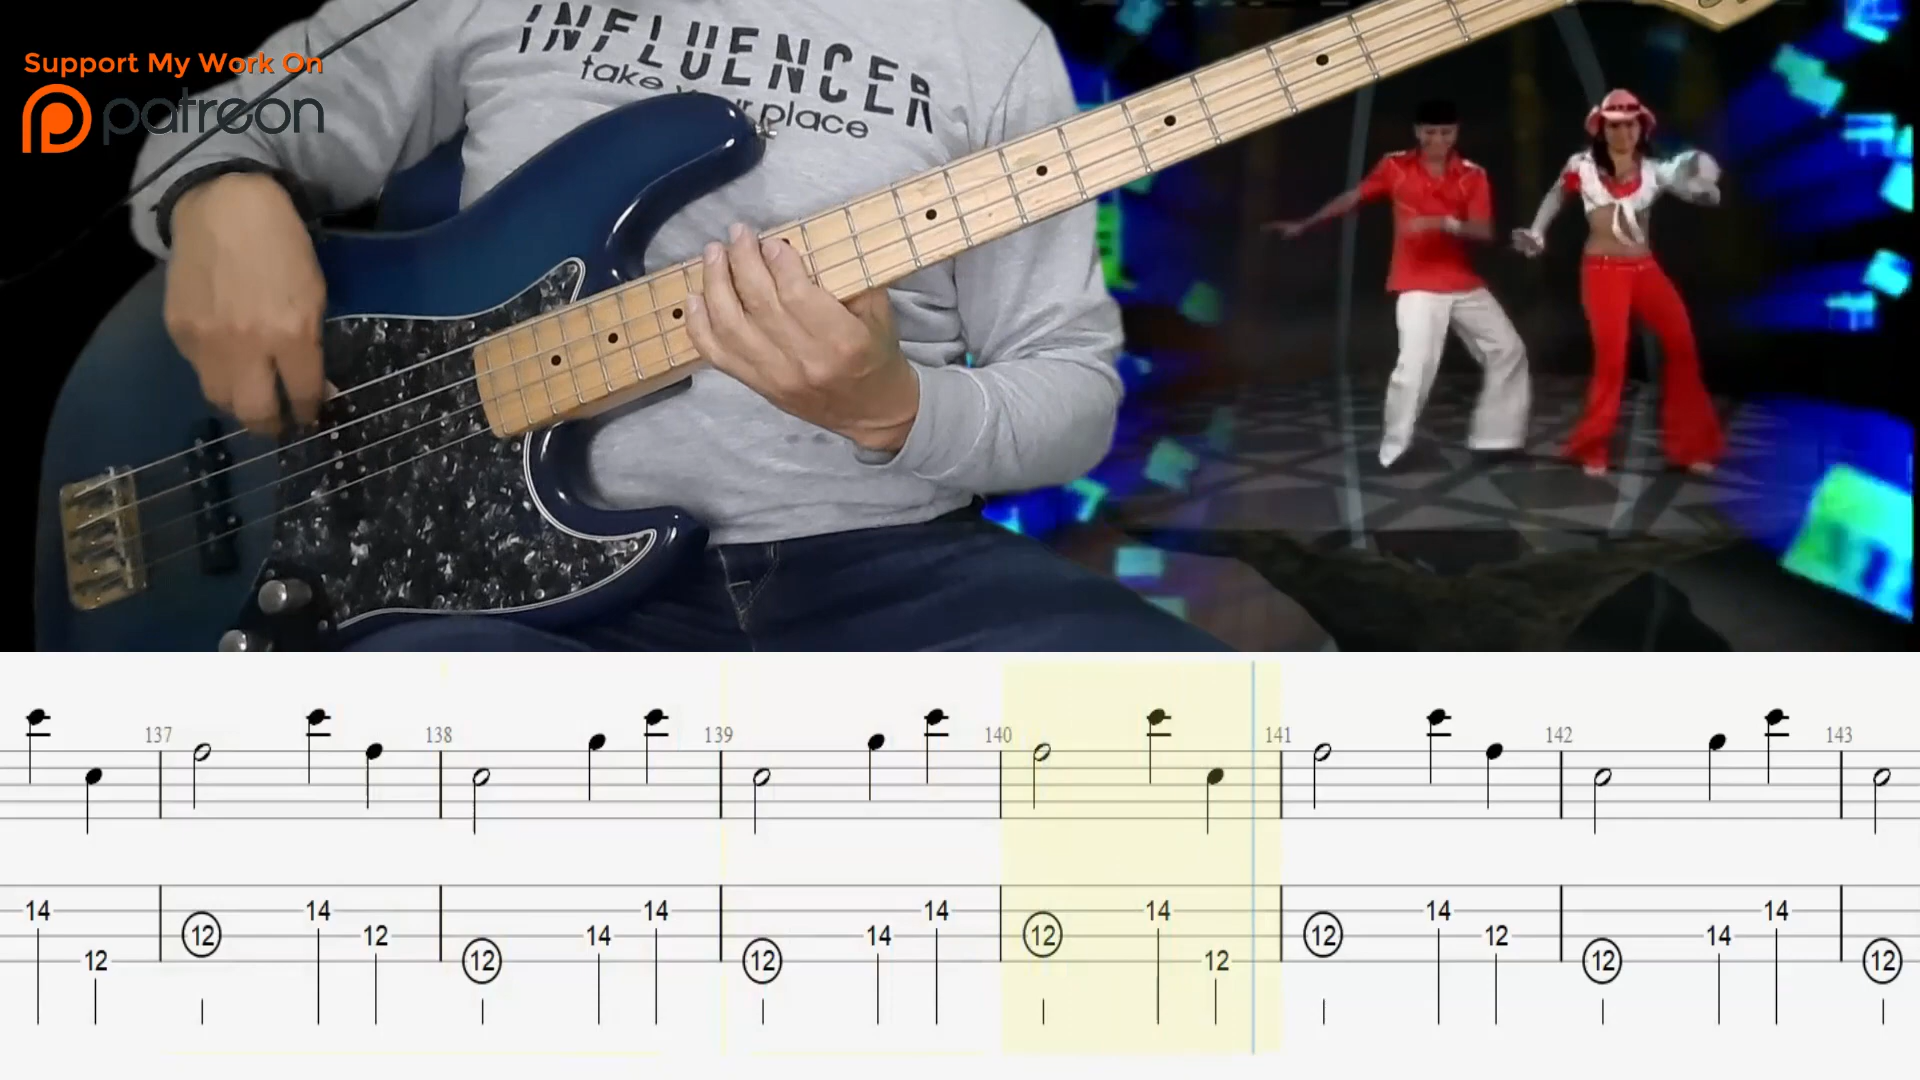 INFLUENCER
Support My Work On
take your place
patreon
137 138 139 140 141 142 143
14 14 14 14 14 14 14
12 12 14 14 12 12 12 14
12 12 12 12 12 12